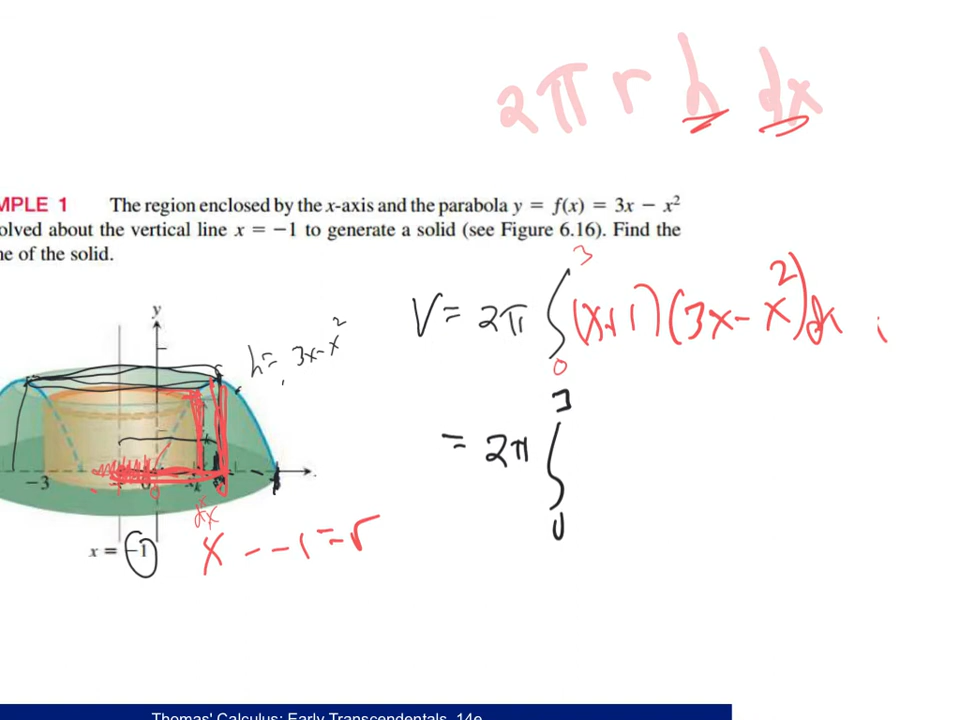 2π r h dx
MPLE 1 The region enclosed by the x-axis and the parabola y = f(x) = 3x − x²
olved about the vertical line x = −1 to generate a solid (see Figure 6.16). Find the
ne of the solid.
V = 2π ∫₀³ (x+1)(3x−x²)dx
y
h = 3x−x²
= 2π ∫₀³
−3
0
dx
x = −1
x − −1 = r
Thomas' Calculus: Early Transcendentals, 14e